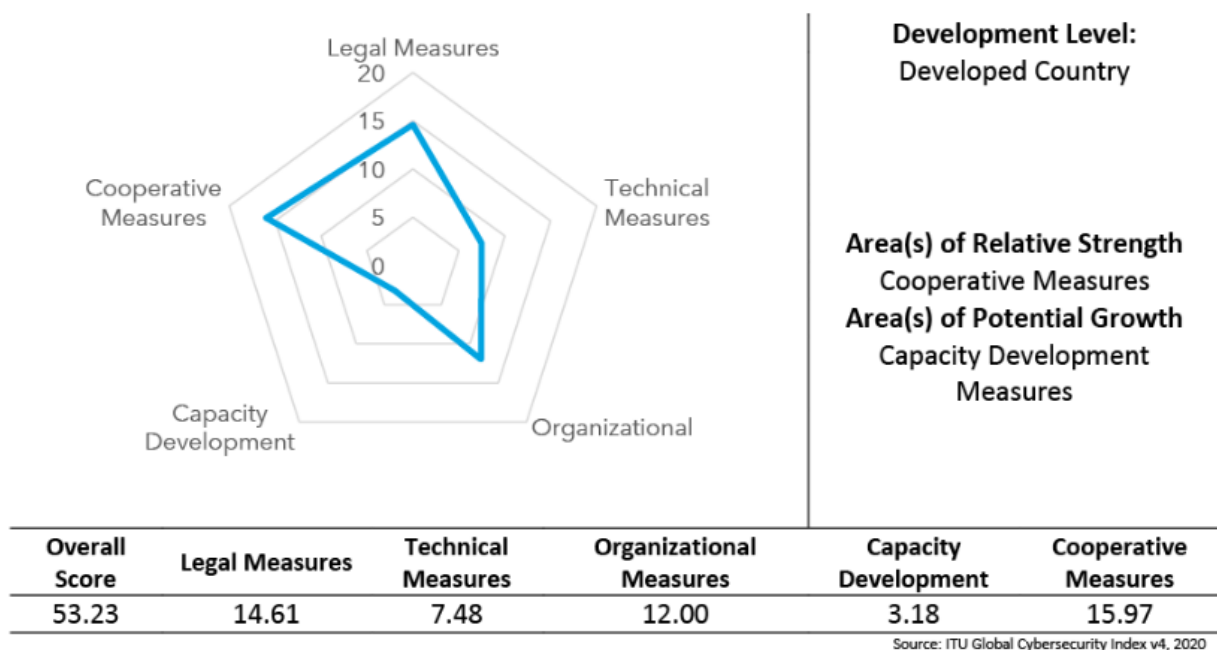 Legal Measures
20
15
10
5
0
Cooperative
Measures
Technical
Measures
Capacity
Development
Organizational
Development Level:
Developed Country
Area(s) of Relative Strength
Cooperative Measures
Area(s) of Potential Growth
Capacity Development
Measures
Overall Score Legal Measures Technical Measures Organizational Measures Capacity Development Cooperative Measures
53.23 14.61 7.48 12.00 3.18 15.97
Source: ITU Global Cybersecurity Index v4, 2020